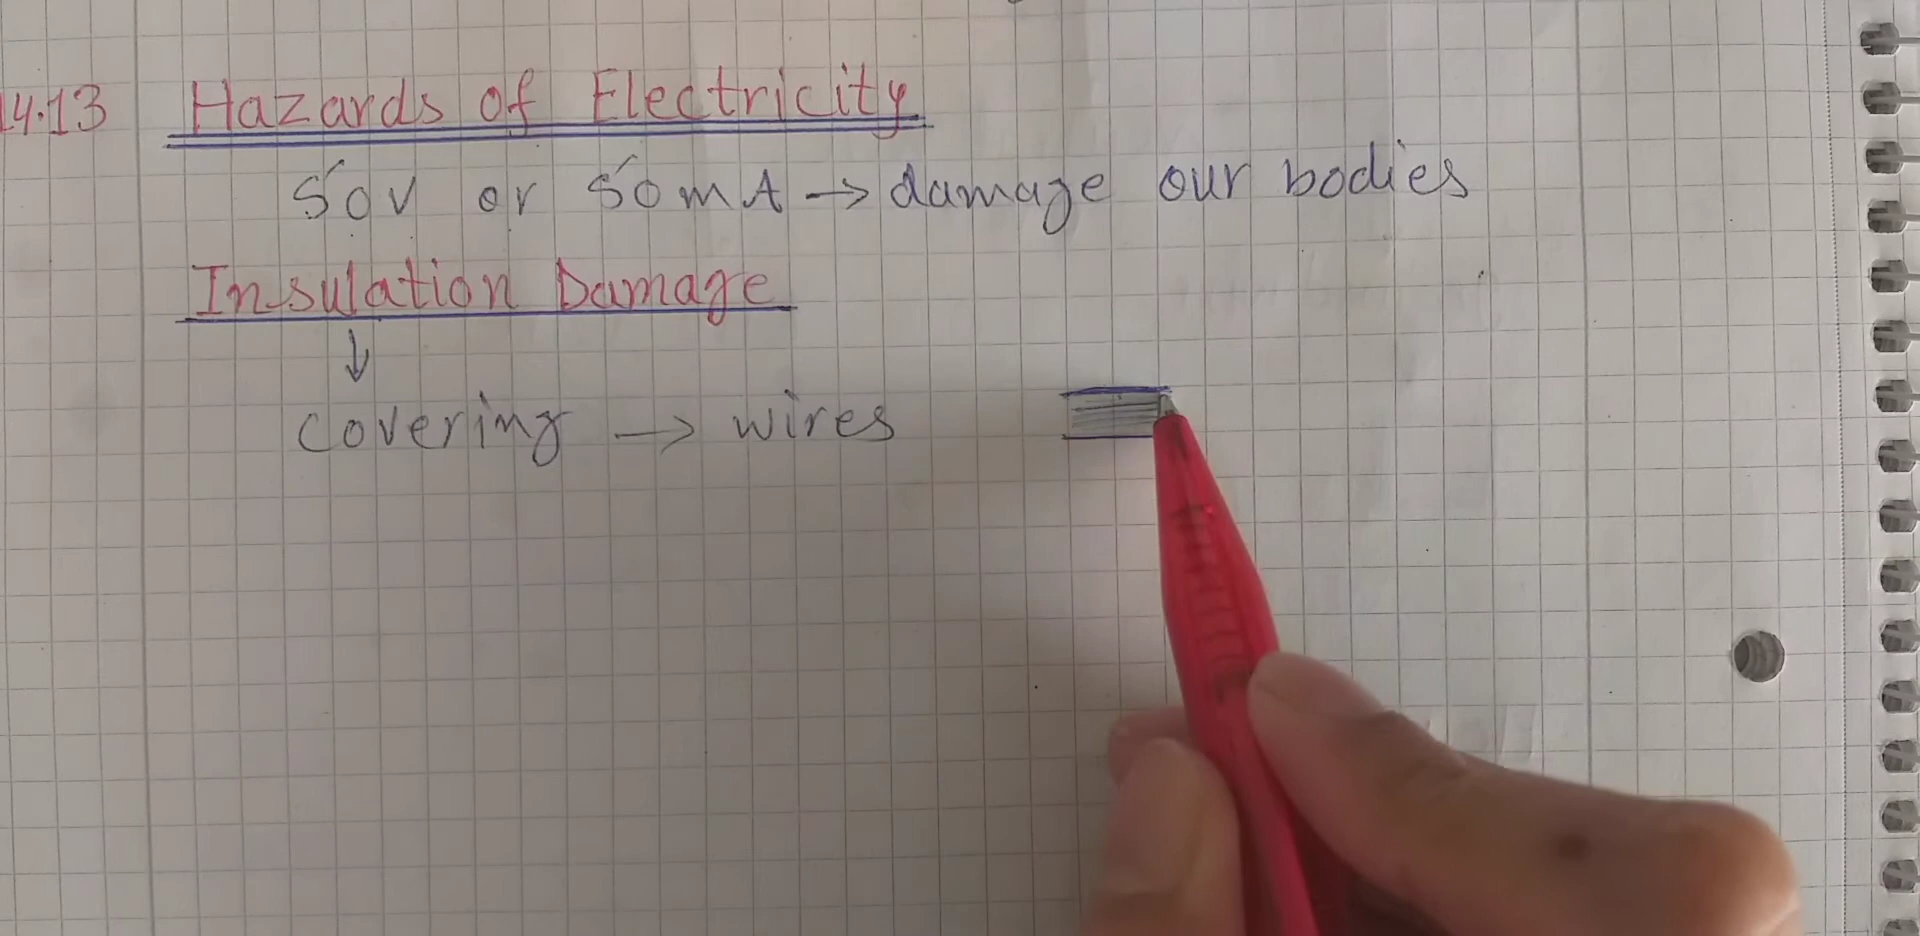 14.13 Hazards of Electricity
50V or 50mA → damage our bodies
Insulation Damage
↓
covering → wires